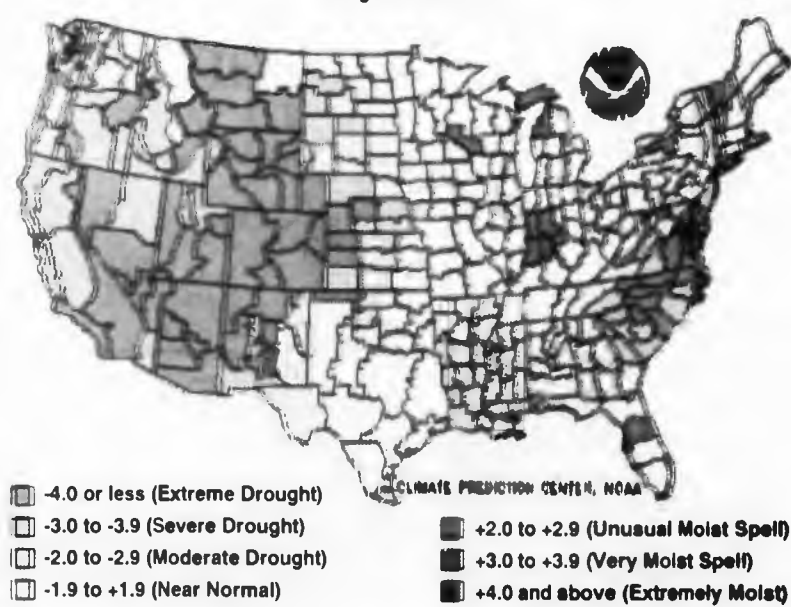 CLIMATE PREDICTION CENTER, NOAA
-4.0 or less (Extreme Drought)
-3.0 to -3.9 (Severe Drought)
-2.0 to -2.9 (Moderate Drought)
-1.9 to +1.9 (Near Normal)
+2.0 to +2.9 (Unusual Moist Spell)
+3.0 to +3.9 (Very Moist Spell)
+4.0 and above (Extremely Moist)